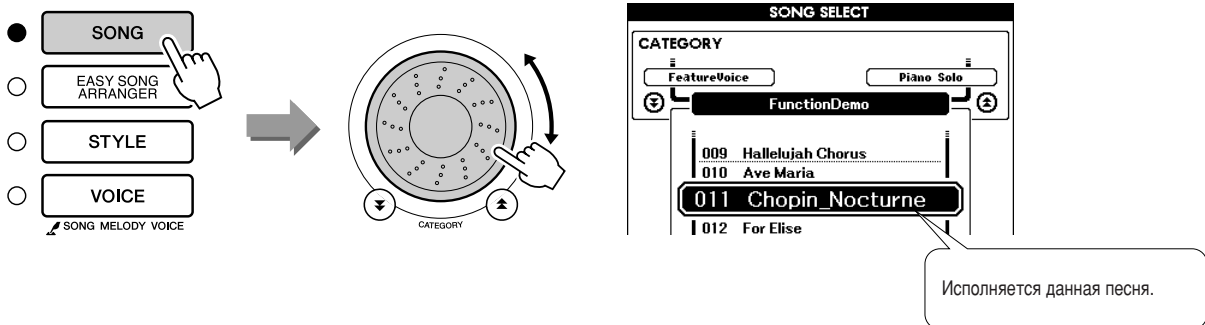 SONG
EASY SONG
ARRANGER
STYLE
VOICE
SONG MELODY VOICE
CATEGORY
SONG SELECT
CATEGORY
FeatureVoice
Piano Solo
FunctionDemo
009 Hallelujah Chorus
010 Ave Maria
011 Chopin_Nocturne
012 For Elise
Исполняется данная песня.